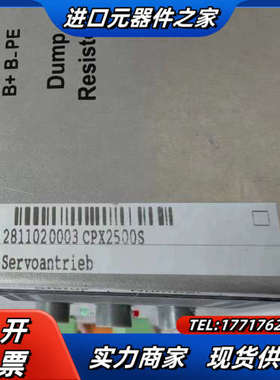 进口元器件之家
B+ B-PE
Dump
Resisto
2811020003 CPX2500S
Servoantrieb
开
票
TEL:1771762
实力商家 现货供